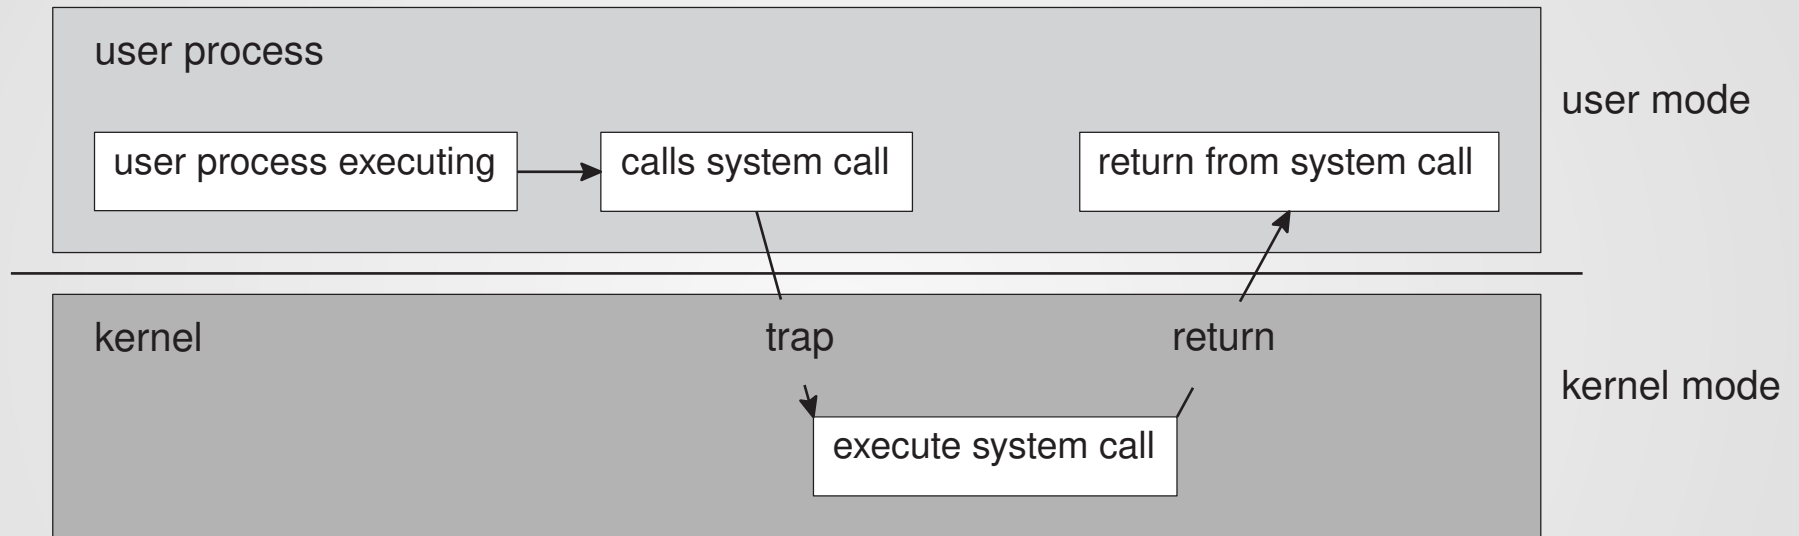 user process
user mode
user process executing
calls system call
return from system call
kernel
trap
return
kernel mode
execute system call